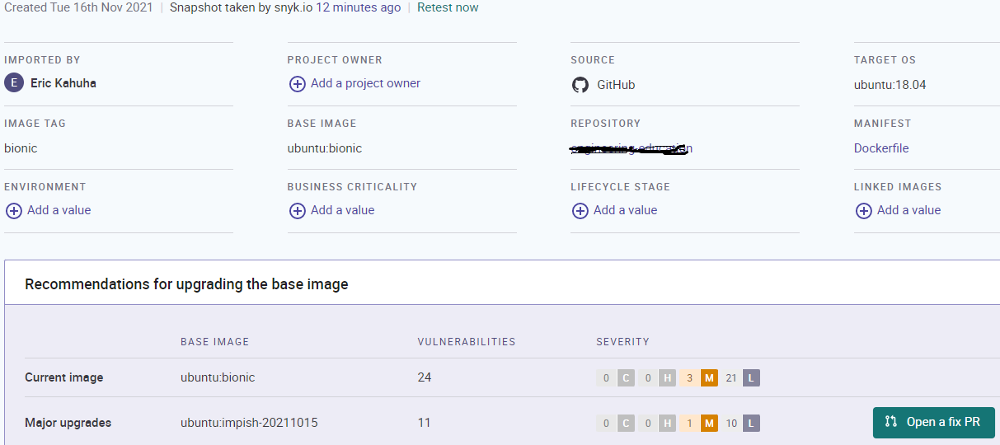 Created Tue 16th Nov 2021 | Snapshot taken by snyk.io 12 minutes ago | Retest now
IMPORTED BY PROJECT OWNER SOURCE TARGET OS
E Eric Kahuha Add a project owner GitHub ubuntu:18.04
IMAGE TAG BASE IMAGE REPOSITORY MANIFEST
bionic ubuntu:bionic Dockerfile
ENVIRONMENT BUSINESS CRITICALITY LIFECYCLE STAGE LINKED IMAGES
Add a value Add a value Add a value Add a value
Recommendations for upgrading the base image
BASE IMAGE VULNERABILITIES SEVERITY
Current image ubuntu:bionic 24 0 C 0 H 3 M 21 L
Major upgrades ubuntu:impish-20211015 11 0 C 0 H 1 M 10 L Open a fix PR